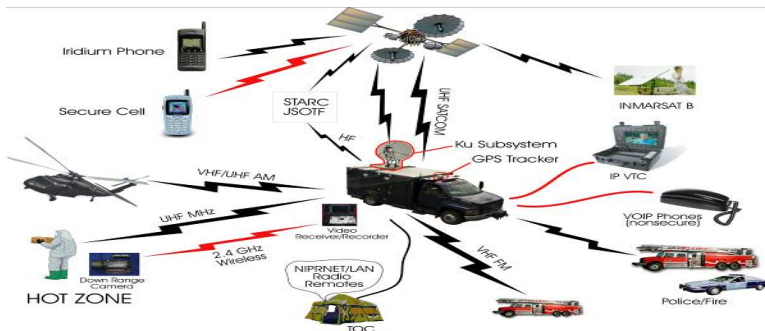 Iridium Phone
Secure Cell
STARC
JSOTF
HF
UHF SATCOM
INMARSAT B
Ku Subsystem
GPS Tracker
IP VTC
VHF/UHF AM
UHF MHz
VOIP Phones
(nonsecure)
Video
Receiver/Recorder
2.4 GHz
Wireless
Down Range
Camera
HOT ZONE
NIPRNET/LAN
Radio
Remotes
TOC
VHF FM
Police/Fire